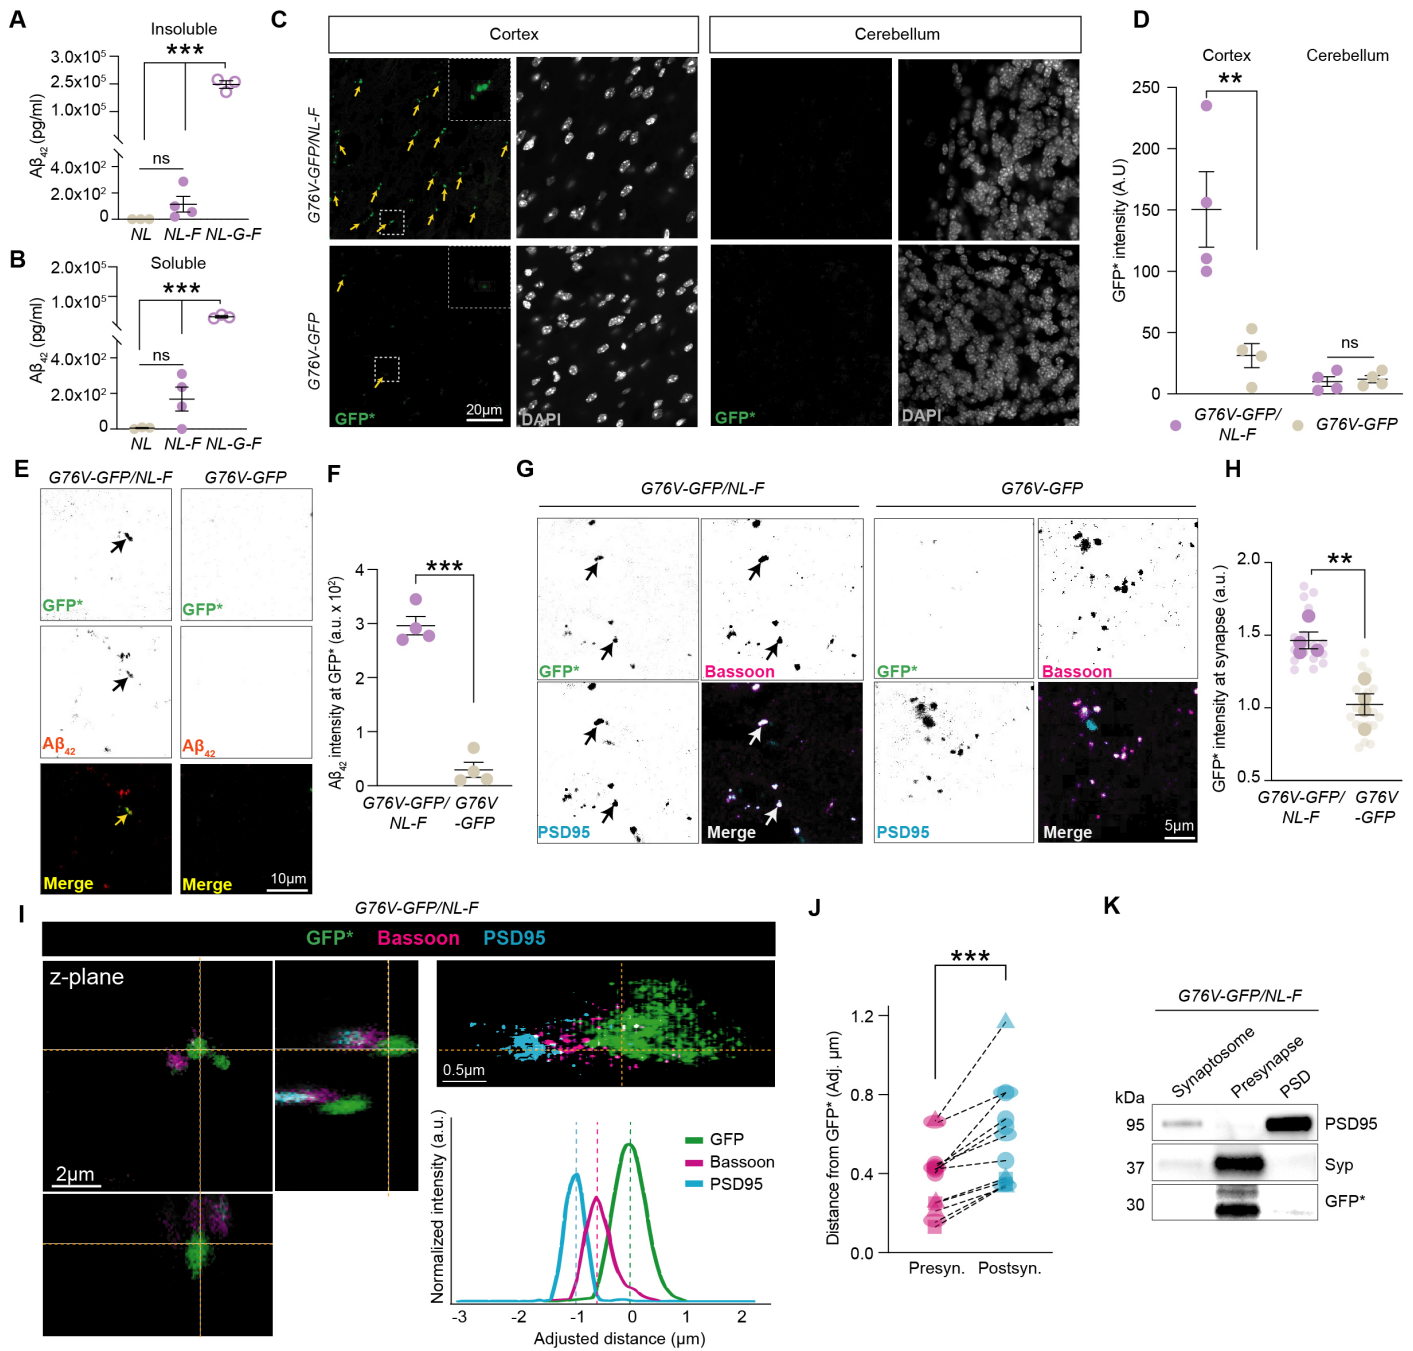 A
Insoluble
***
3.0x10⁵
2.5x10⁵
1.0x10⁵
4.0x10²
2.0x10²
0
ns
Aβ₄₂ (pg/ml)
NL NL-F NL-G-F
B
Soluble
***
2.0x10⁵
1.0x10⁵
4.0x10²
2.0x10²
0
ns
Aβ₄₂ (pg/ml)
NL NL-F NL-G-F
C
Cortex
Cerebellum
G76V-GFP/NL-F
G76V-GFP
GFP*
20µm
DAPI
GFP*
DAPI
D
Cortex
Cerebellum
**
250
200
150
100
50
0
ns
GFP* intensity (A.U)
G76V-GFP/
NL-F
G76V-GFP
E
G76V-GFP/NL-F
G76V-GFP
GFP*
GFP*
Aβ₄₂
Aβ₄₂
Merge
Merge
10µm
F
***
4
3
2
1
0
Aβ₄₂ intensity at GFP* (a.u. x 10²)
G76V-GFP/
NL-F
G76V
-GFP
G
G76V-GFP/NL-F
G76V-GFP
GFP*
Bassoon
GFP*
Bassoon
PSD95
Merge
PSD95
Merge
5µm
H
**
2.0
1.5
1.0
0.5
GFP* intensity at synapse (a.u.)
G76V-GFP/
NL-F
G76V
-GFP
I
G76V-GFP/NL-F
GFP* Bassoon PSD95
z-plane
2µm
0.5µm
Normalized intensity (a.u.)
GFP
Bassoon
PSD95
-3 -2 -1 0 1 2
Adjusted distance (µm)
J
***
1.2
0.8
0.4
0.0
Distance from GFP* (Adj. µm)
Presyn. Postsyn.
K
G76V-GFP/NL-F
Synaptosome
Presynapse
PSD
kDa
95 PSD95
37 Syp
30 GFP*